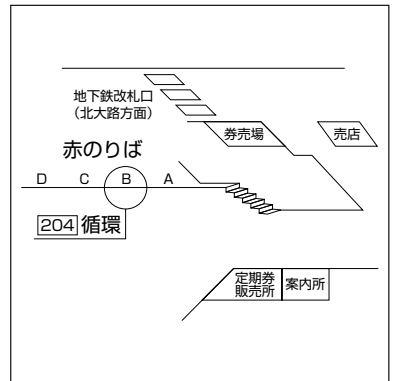 地下鉄改札口
(北大路方面)
券売場
売店
赤のりば
D C B A
204 循環
定期券
販売所
案内所